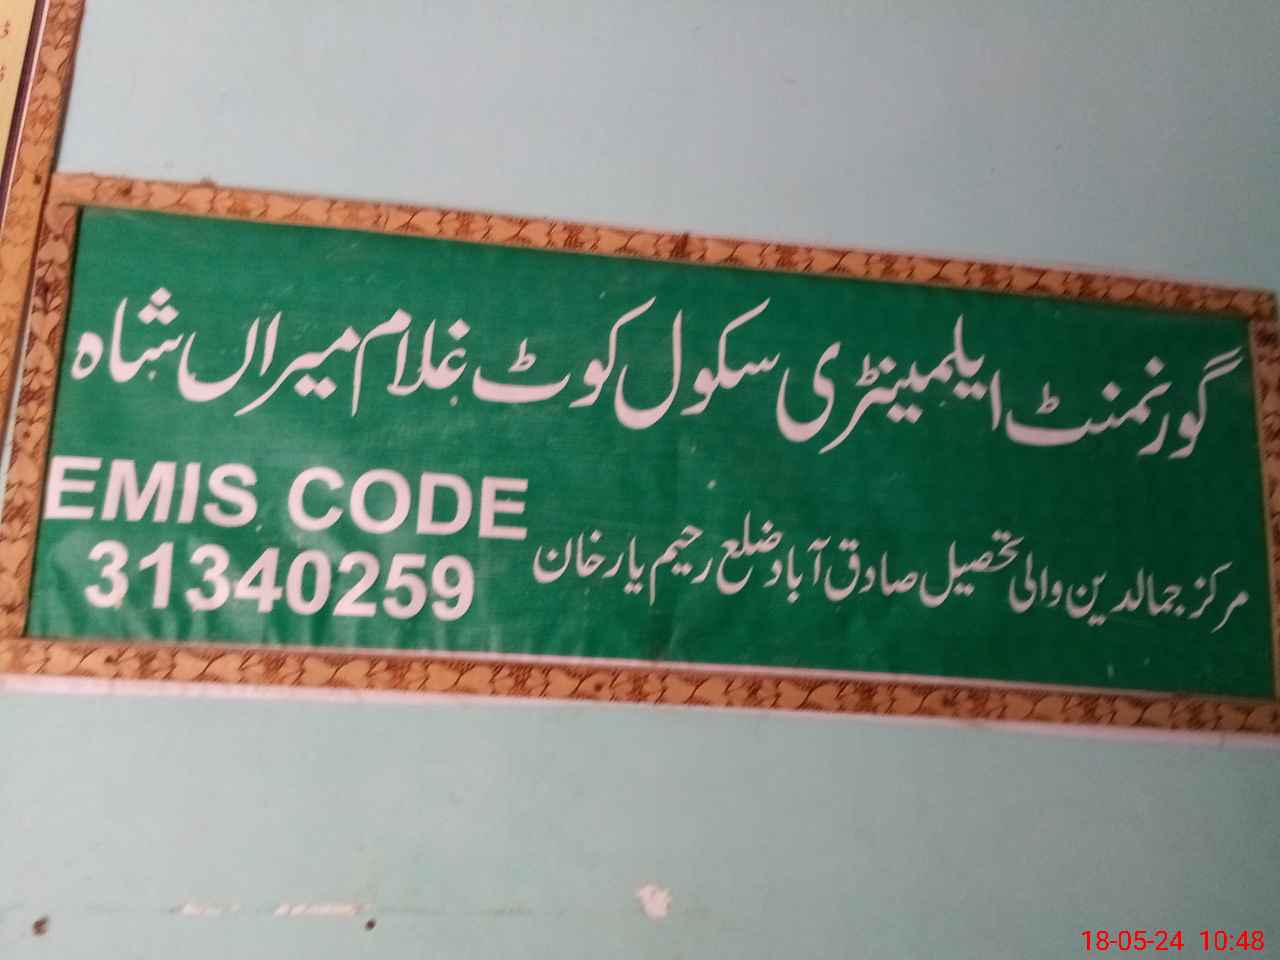 گورنمنٹ ایلیمینٹری سکول کوٹ غلام میراں شاہ
EMIS CODE
31340259
مرکز جمالدین والی تحصیل صادق آباد ضلع رحیم یار خان
18-05-24 10:48